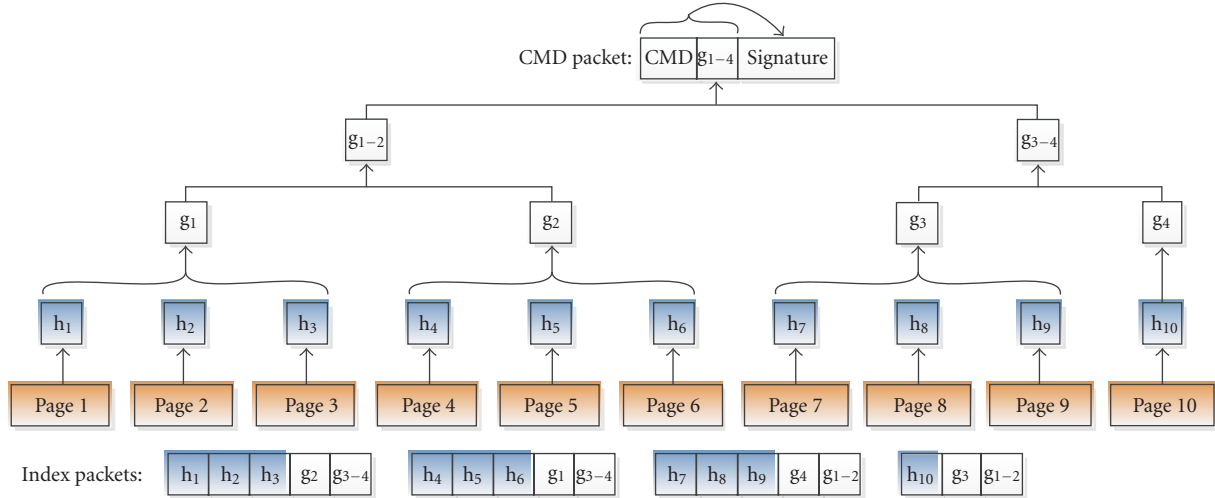 CMD packet: CMD g1−4 Signature
g1−2 g3−4
g1 g2 g3 g4
h1 h2 h3 h4 h5 h6 h7 h8 h9 h10
Page 1 Page 2 Page 3 Page 4 Page 5 Page 6 Page 7 Page 8 Page 9 Page 10
Index packets: h1 h2 h3 g2 g3−4 h4 h5 h6 g1 g3−4 h7 h8 h9 g4 g1−2 h10 g3 g1−2